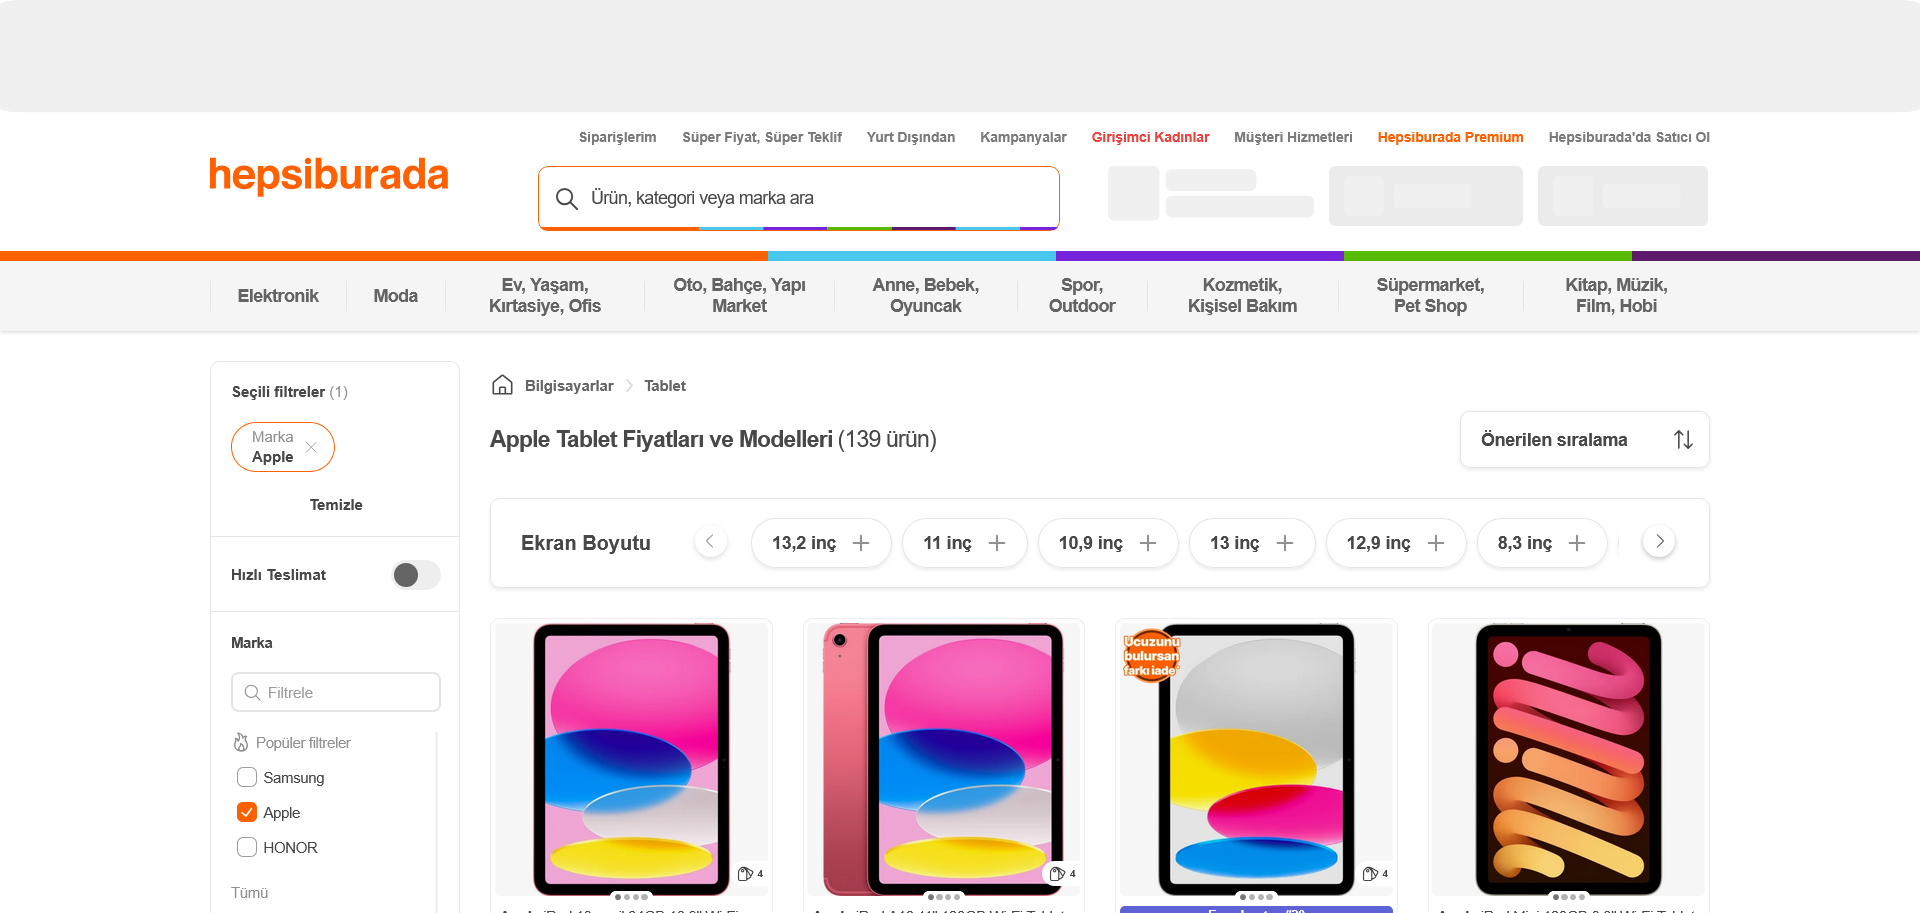 Siparişlerim Süper Fiyat, Süper Teklif Yurt Dışından Kampanyalar Girişimci Kadınlar Müşteri Hizmetleri Hepsiburada Premium Hepsiburada'da Satıcı Ol
hepsiburada
Ürün, kategori veya marka ara
Elektronik
Moda
Ev, Yaşam,
Kırtasiye, Ofis
Oto, Bahçe, Yapı
Market
Anne, Bebek,
Oyuncak
Spor,
Outdoor
Kozmetik,
Kişisel Bakım
Süpermarket,
Pet Shop
Kitap, Müzik,
Film, Hobi
Seçili filtreler (1)
Marka
Apple
Temizle
Hızlı Teslimat
Marka
Filtrele
Popüler filtreler
Samsung
Apple
HONOR
Tümü
Bilgisayarlar Tablet
Apple Tablet Fiyatları ve Modelleri (139 ürün)
Önerilen sıralama
Ekran Boyutu
13,2 inç
11 inç
10,9 inç
13 inç
12,9 inç
8,3 inç
4
4
Ucuzunu
bulursan
farkı iade
4